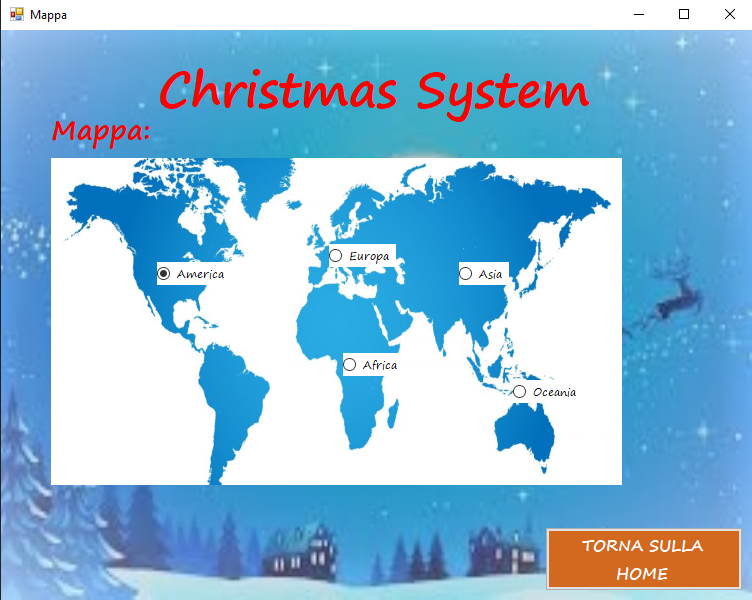 Mappa
Christmas System
Mappa:
Europa
America
Asia
Africa
Oceania
TORNA SULLA
HOME